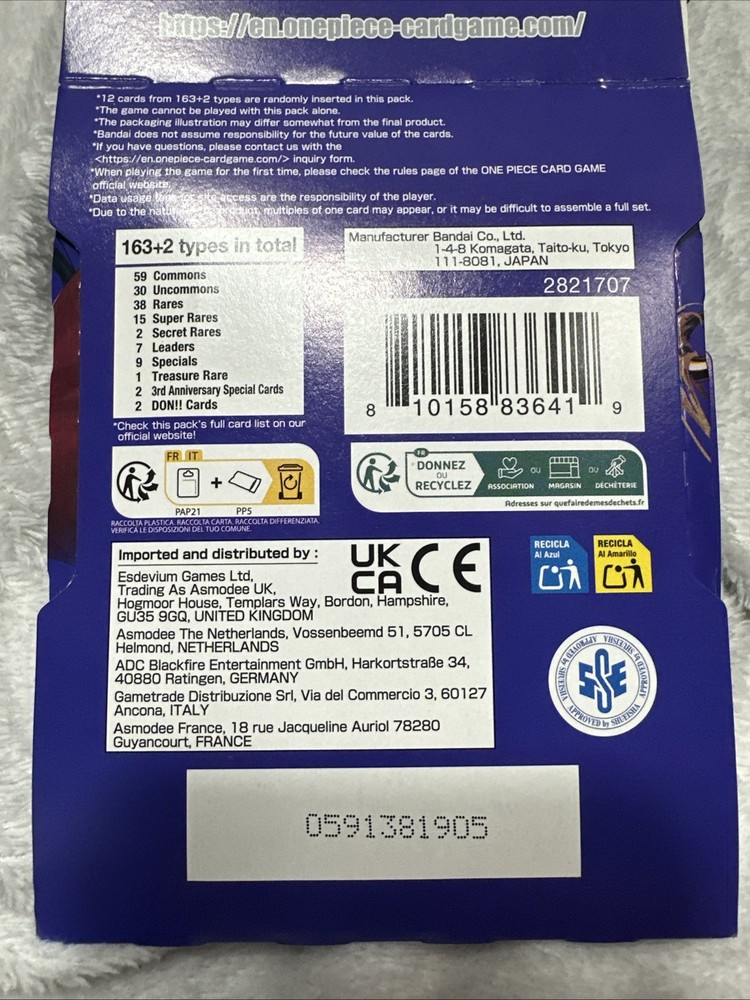 https://en.onepiece-cardgame.com/
*12 cards from 163+2 types are randomly inserted in this pack.
*The game cannot be played with this pack alone.
*The packaging illustration may differ somewhat from the final product.
*Bandai does not assume responsibility for the future value of the cards.
*If you have questions, please contact us with the
<https://en.onepiece-cardgame.com/> inquiry form.
*When playing the game for the first time, please check the rules page of the ONE PIECE CARD GAME
official website.
*Data usage access are the responsibility of the player.
*Due to the product, multiples of one card may appear, or it may be difficult to assemble a full set.
163+2 types in total
59 Commons
30 Uncommons
38 Rares
15 Super Rares
2 Secret Rares
7 Leaders
9 Specials
1 Treasure Rare
2 3rd Anniversary Special Cards
2 DON!! Cards
*Check this pack's full card list on our
official website!
Manufacturer Bandai Co., Ltd.
1-4-8 Komagata, Taito-ku, Tokyo
111-8081, JAPAN
2821707
8 10158 83641 9
FR IT
+
PAP21 PP5
RACCOLTA PLASTICA. RACCOLTA CARTA. RACCOLTA DIFFERENZIATA.
VERIFICA LE DISPOSIZIONI DEL TUO COMUNE.
FR
DONNEZ
OU
RECYCLEZ
ASSOCIATION OU MAGASIN OU DÉCHÈTERIE
Adresses sur quefairedemesdechets.fr
Imported and distributed by :
UK
CA CE
Esdevium Games Ltd,
Trading As Asmodee UK,
Hogmoor House, Templars Way, Bordon, Hampshire,
GU35 9GQ, UNITED KINGDOM
Asmodee The Netherlands, Vossenbeemd 51, 5705 CL
Helmond, NETHERLANDS
ADC Blackfire Entertainment GmbH, Harkortstraße 34,
40880 Ratingen, GERMANY
Gametrade Distribuzione Srl, Via del Commercio 3, 60127
Ancona, ITALY
Asmodee France, 18 rue Jacqueline Auriol 78280
Guyancourt, FRANCE
RECICLA
Al Azul
RECICLA
Al Amarillo
APPROVED by SHUEISHA
APPROVED by SHUEISHA
APPROVED by SHUEISHA
0591381905